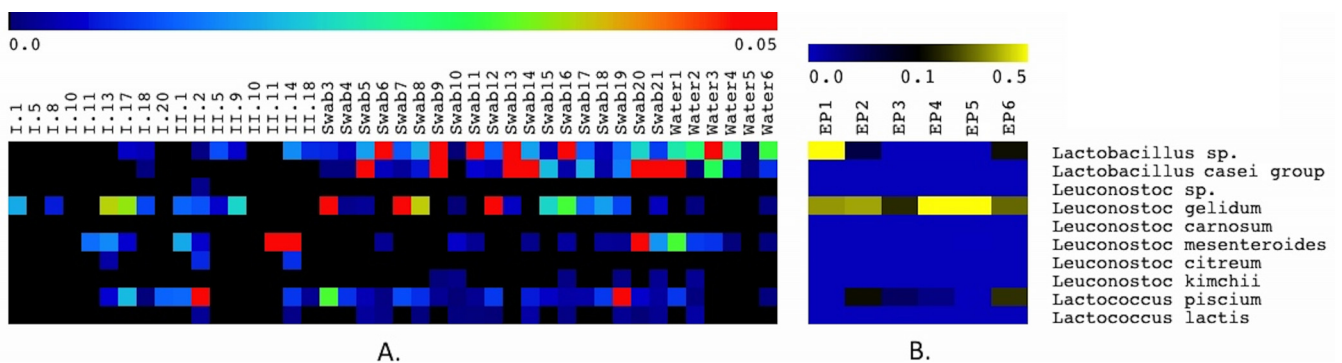 0.0 0.05
0.0 0.1 0.5
I.1 I.5 I.8 I.10 I.11 I.13 I.17 I.18 I.20 II.1 II.2 II.5 II.9 II.10 II.11 II.14 II.18 Swab3 Swab4 Swab5 Swab6 Swab7 Swab8 Swab9 Swab10 Swab11 Swab12 Swab13 Swab14 Swab15 Swab16 Swab17 Swab18 Swab19 Swab20 Swab21 Water1 Water2 Water3 Water4 Water5 Water6
EP1 EP2 EP3 EP4 EP5 EP6
Lactobacillus sp.
Lactobacillus casei group
Leuconostoc sp.
Leuconostoc gelidum
Leuconostoc carnosum
Leuconostoc mesenteroides
Leuconostoc citreum
Leuconostoc kimchii
Lactococcus piscium
Lactococcus lactis
A. B.